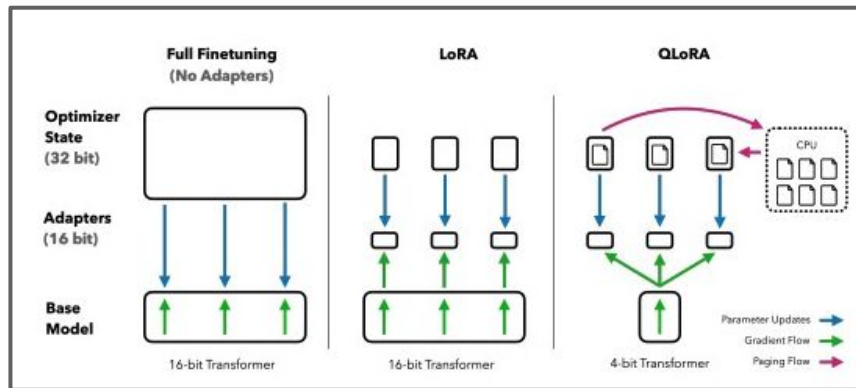 Full Finetuning
(No Adapters)
LoRA
QLoRA
Optimizer
State
(32 bit)
CPU
Adapters
(16 bit)
Base
Model
Parameter Updates
Gradient Flow
Paging Flow
16-bit Transformer
16-bit Transformer
4-bit Transformer